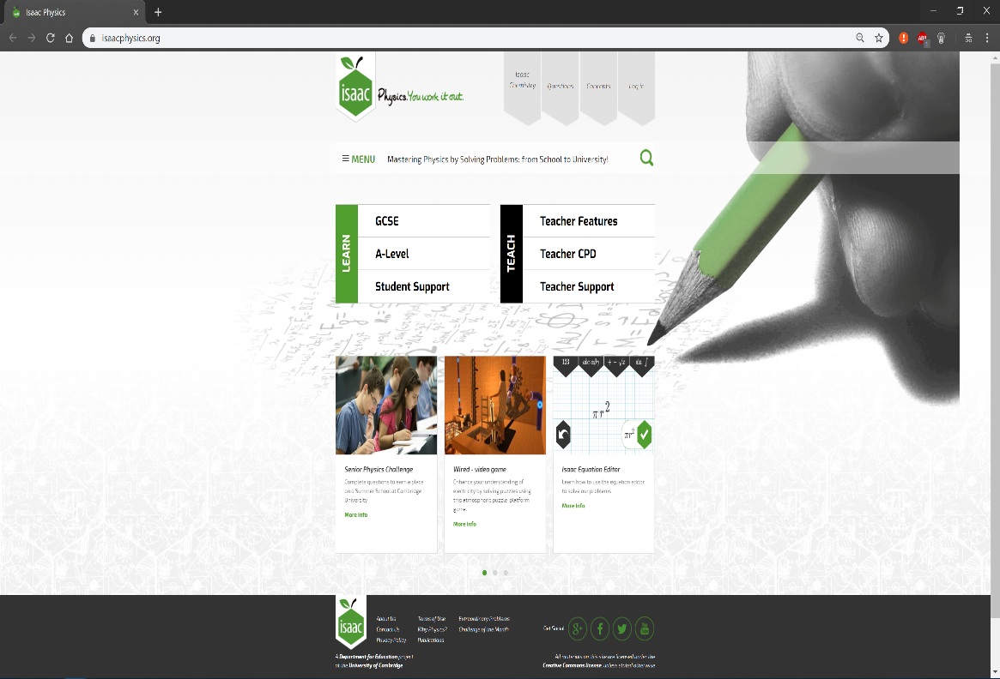 Isaac Physics
isaacphysics.org
ABP
1
isaac
Physics. You work it out.
Isaac
Chemistry
Questions
Concepts
Log in
MENU
Mastering Physics by Solving Problems: from School to University!
LEARN
GCSE
A-Level
Student Support
TEACH
Teacher Features
Teacher CPD
Teacher Support
123
+ − √x
πr²
πr²
Senior Physics Challenge
Complete questions to earn a place
on a Summer School at Cambridge
University
More info
Wired - video game
Enhance your understanding of
electricity by solving puzzles using
this atmospheric puzzle, platform
game.
More info
Isaac Equation Editor
Learn how to use the equation editor
to solve our problems
More info
isaac
About Us
Contact Us
Privacy Policy
Terms of Use
Why Physics?
Publications
Extraordinary Problems
Challenge of the Month
Get Social
A Department for Education project
at the University of Cambridge
All materials on this site are licensed under the
Creative Commons license, unless stated otherwise